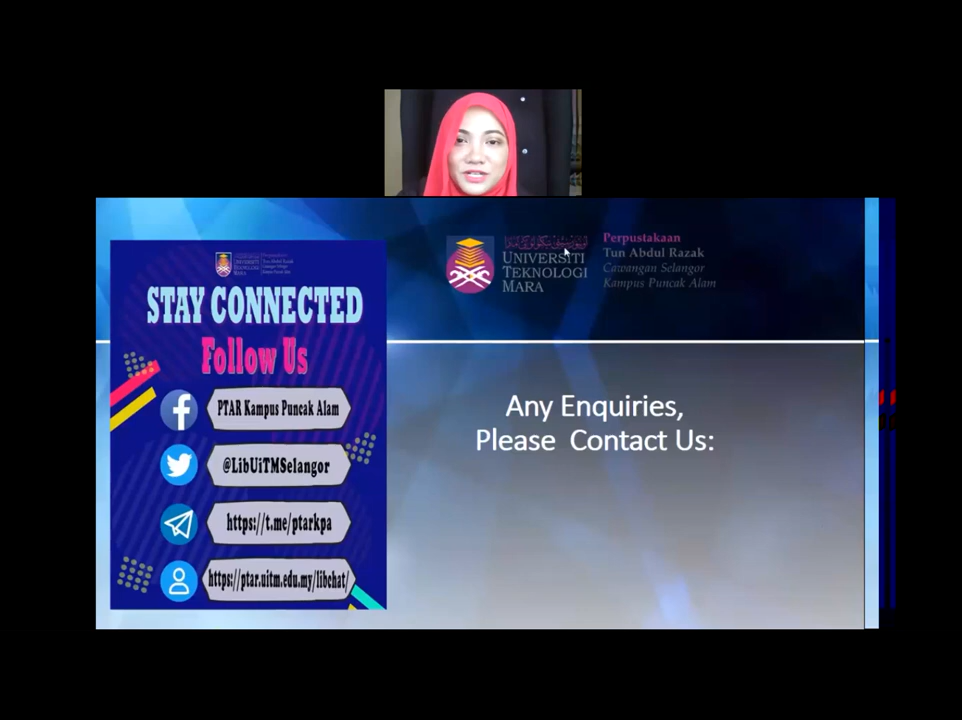 UNIVERSITI
TEKNOLOGI
MARA
Perpustakaan
Tun Abdul Razak
Cawangan Selangor
Kampus Puncak Alam
STAY CONNECTED
Follow Us
PTAR Kampus Puncak Alam
@LibUiTMSelangor
https://t.me/ptarkpa
https://ptar.uitm.edu.my/libchat/
Any Enquiries,
Please Contact Us: